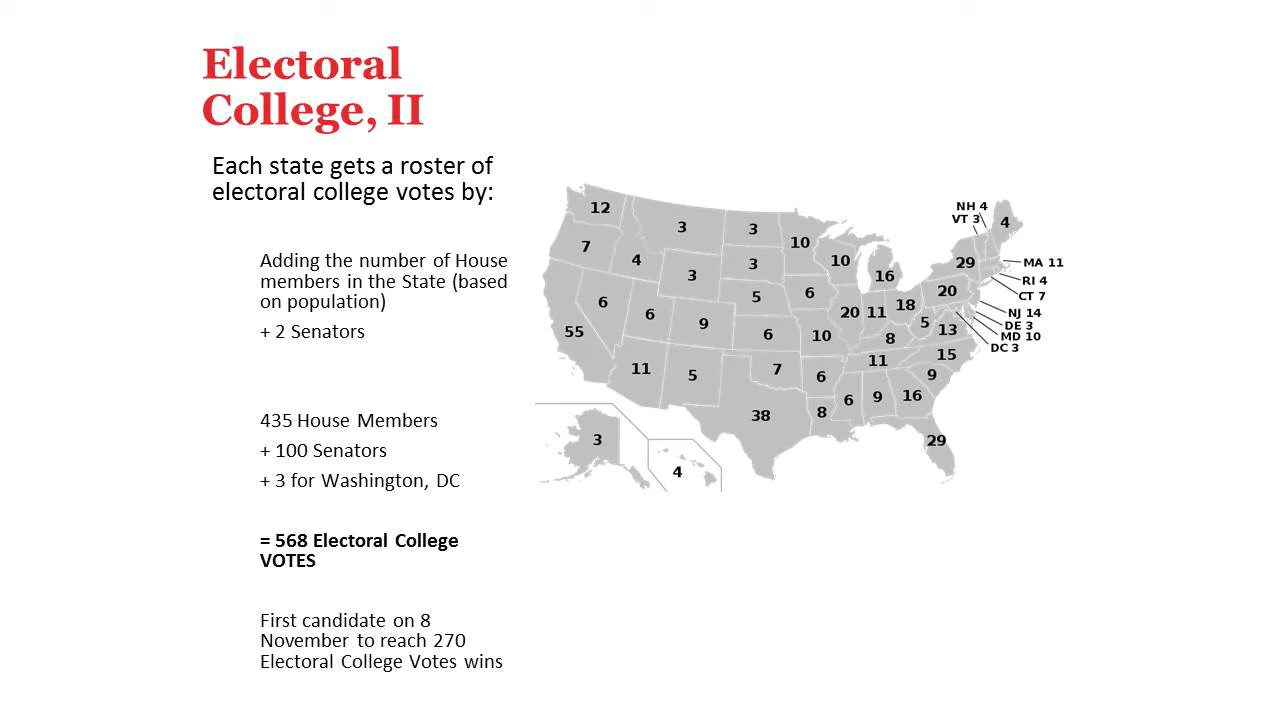 Electoral
College, II
Each state gets a roster of
electoral college votes by:
Adding the number of House
members in the State (based
on population)
+ 2 Senators
435 House Members
+ 100 Senators
+ 3 for Washington, DC
= 568 Electoral College
VOTES
First candidate on 8
November to reach 270
Electoral College Votes wins
12
3
3
10
NH 4
VT 3
4
7
4
3
3
10
16
29
MA 11
RI 4
CT 7
6
6
9
5
6
20
11
18
20
NJ 14
DE 3
MD 10
DC 3
55
6
10
8
5
13
11
5
7
6
11
15
9
38
8
6
9
16
29
3
4